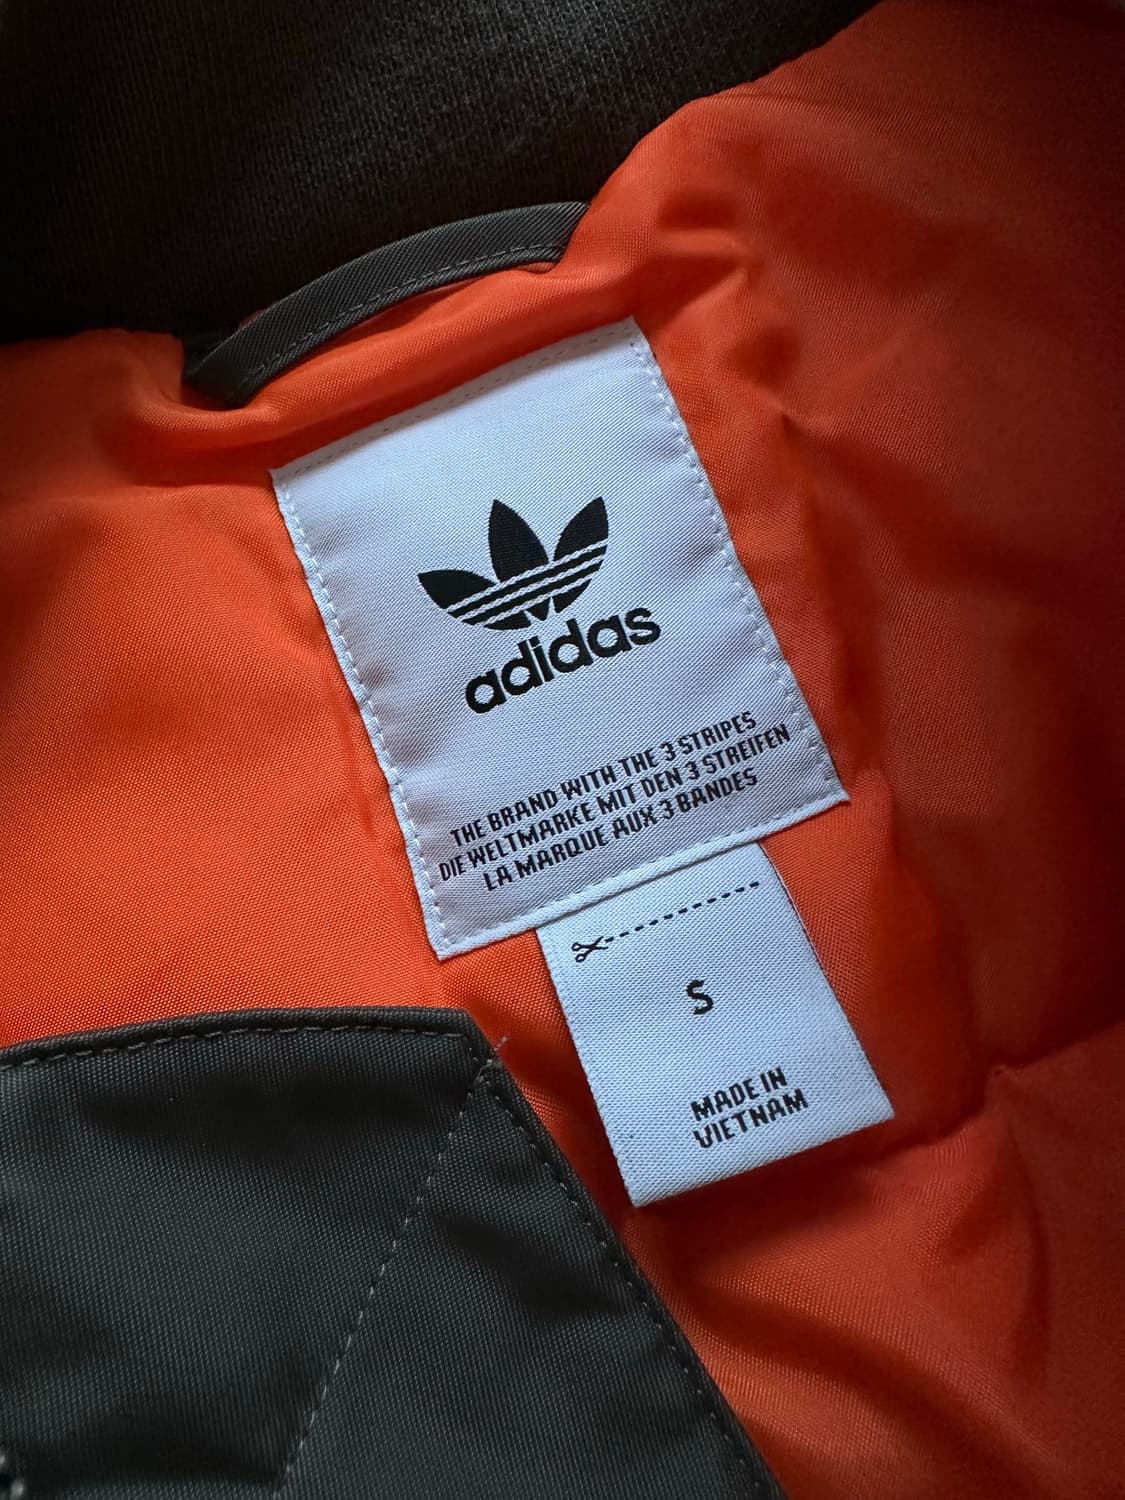 adidas
THE BRAND WITH THE 3 STRIPES
DIE WELTMARKE MIT DEN 3 STREIFEN
LA MARQUE AUX 3 BANDES
S
MADE IN
VIETNAM